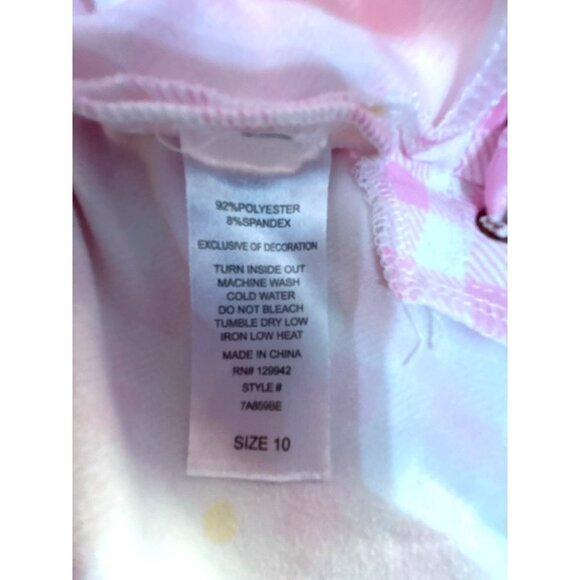 92%POLYESTER
8%SPANDEX
EXCLUSIVE OF DECORATION
TURN INSIDE OUT
MACHINE WASH
COLD WATER
DO NOT BLEACH
TUMBLE DRY LOW
IRON LOW HEAT
MADE IN CHINA
RN# 129942
STYLE #
7A859BE
SIZE 10